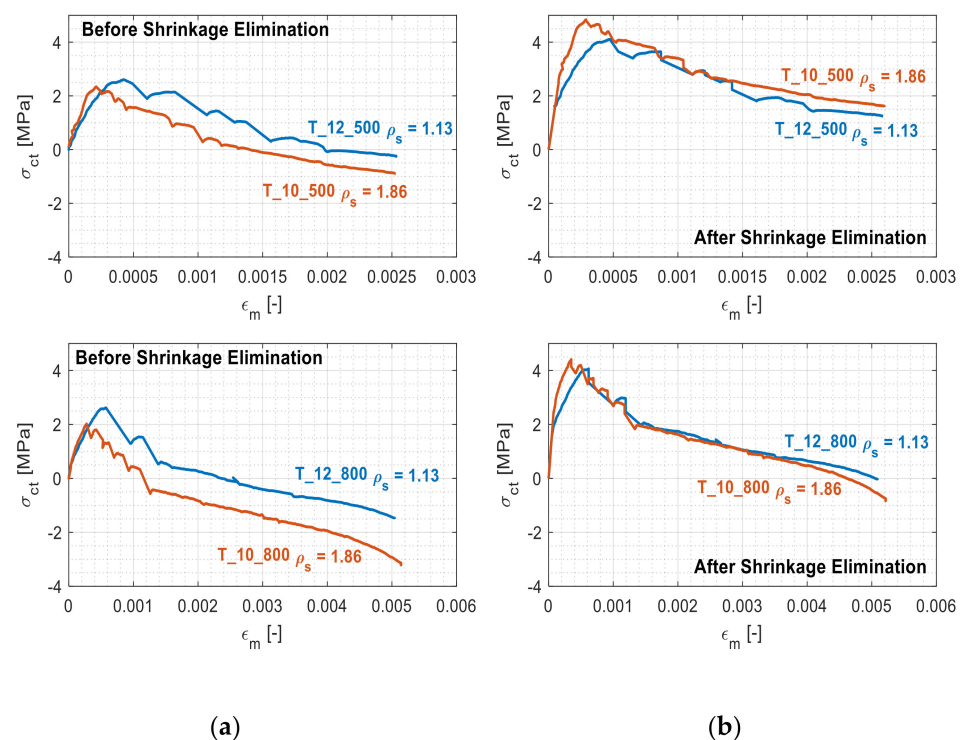 Before Shrinkage Elimination
4
2
0
-2
-4
σct [MPa]
T_12_500 ρs = 1.13
T_10_500 ρs = 1.86
0 0.0005 0.001 0.0015 0.002 0.0025 0.003
ϵm [-]
4
2
0
-2
-4
σct [MPa]
T_10_500 ρs = 1.86
T_12_500 ρs = 1.13
After Shrinkage Elimination
0 0.0005 0.001 0.0015 0.002 0.0025 0.003
ϵm [-]
Before Shrinkage Elimination
4
2
0
-2
-4
σct [MPa]
T_12_800 ρs = 1.13
T_10_800 ρs = 1.86
0 0.001 0.002 0.003 0.004 0.005 0.006
ϵm [-]
4
2
0
-2
-4
σct [MPa]
T_12_800 ρs = 1.13
T_10_800 ρs = 1.86
After Shrinkage Elimination
0 0.001 0.002 0.003 0.004 0.005 0.006
ϵm [-]
(a) (b)